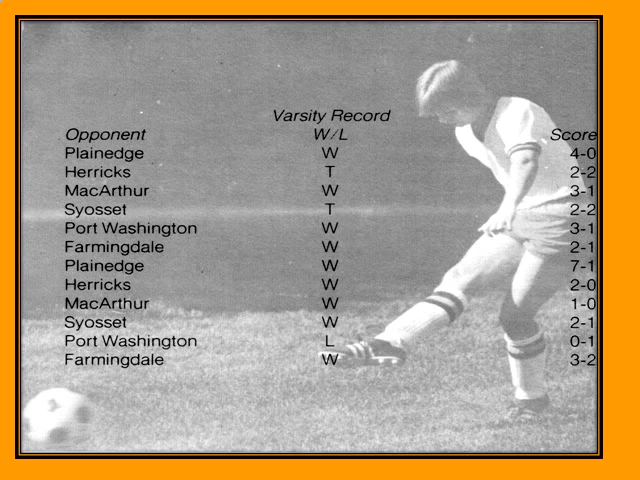 Varsity Record
Opponent W/L Score
Plainedge W 4-0
Herricks T 2-2
MacArthur W 3-1
Syosset T 2-2
Port Washington W 3-1
Farmingdale W 2-1
Plainedge W 7-1
Herricks W 2-0
MacArthur W 1-0
Syosset W 2-1
Port Washington L 0-1
Farmingdale W 3-2